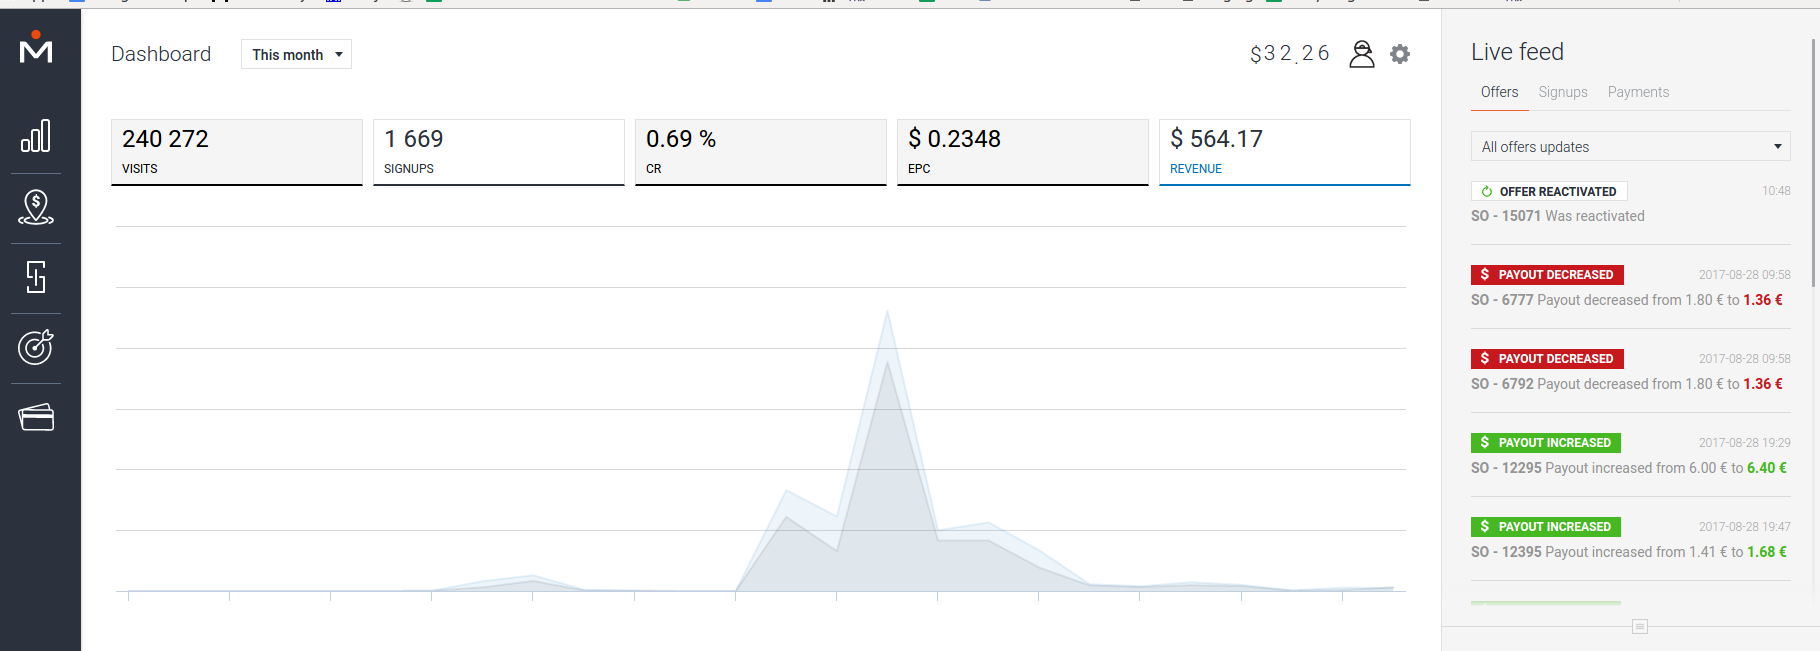 Dashboard
This month
$32.26
240 272
VISITS
1 669
SIGNUPS
0.69 %
CR
$ 0.2348
EPC
$ 564.17
REVENUE
Live feed
Offers Signups Payments
All offers updates
OFFER REACTIVATED 10:48
SO - 15071 Was reactivated
$ PAYOUT DECREASED 2017-08-28 09:58
SO - 6777 Payout decreased from 1.80 € to 1.36 €
$ PAYOUT DECREASED 2017-08-28 09:58
SO - 6792 Payout decreased from 1.80 € to 1.36 €
$ PAYOUT INCREASED 2017-08-28 19:29
SO - 12295 Payout increased from 6.00 € to 6.40 €
$ PAYOUT INCREASED 2017-08-28 19:47
SO - 12395 Payout increased from 1.41 € to 1.68 €